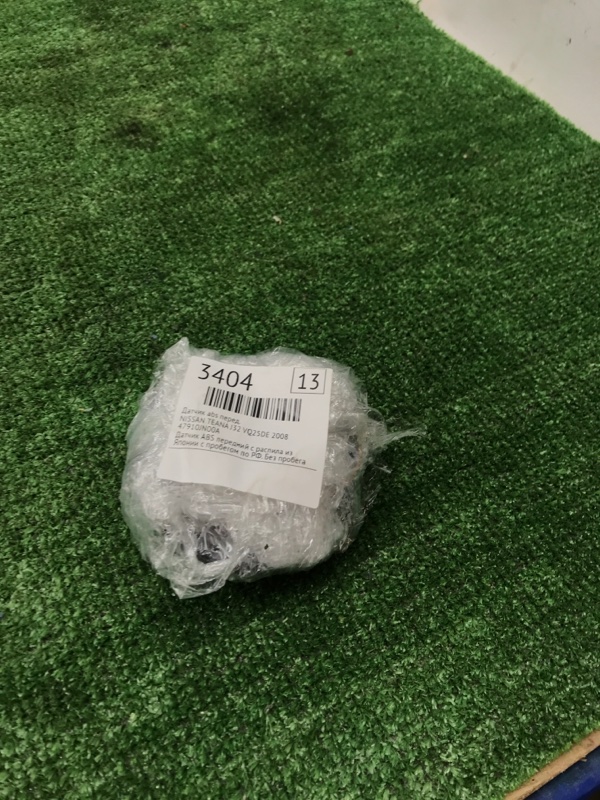 3404
13
Датчик abs перед.
NISSAN TEANA J32 VQ25DE 2008
47910JN00A
Датчик ABS передний с распила из
Японии с пробегом по РФ. Без пробега